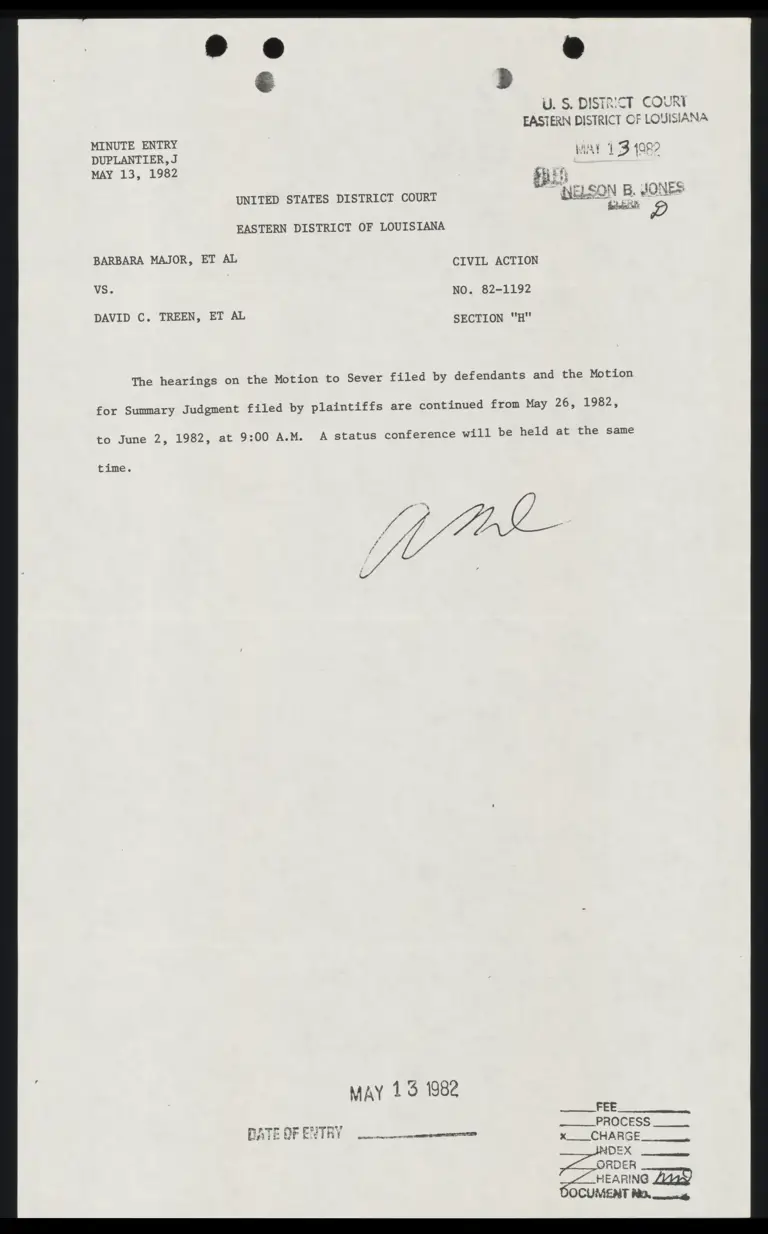 U. S. DISTRICT COURT
EASTERN DISTRICT OF LOUISIANA
MAY 13 1982
FILED
NELSON B. JONES
CLERK
D
MINUTE ENTRY
DUPLANTIER,J
MAY 13, 1982
UNITED STATES DISTRICT COURT
EASTERN DISTRICT OF LOUISIANA
BARBARA MAJOR, ET AL
CIVIL ACTION
VS.
NO. 82-1192
DAVID C. TREEN, ET AL
SECTION "H"
The hearings on the Motion to Sever filed by defendants and the Motion
for Summary Judgment filed by plaintiffs are continued from May 26, 1982,
to June 2, 1982, at 9:00 A.M. A status conference will be held at the same
time.
MAY 13 1982
DATE OF ENTRY
FEE
PROCESS
x CHARGE
INDEX
ORDER
HEARING
DOCUMENT No.